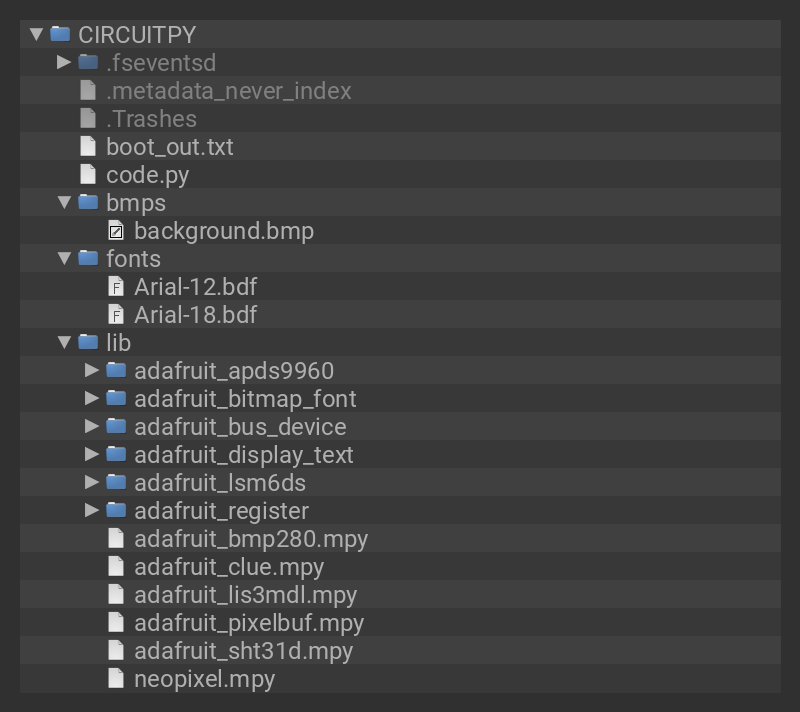 CIRCUITPY
.fseventsd
.metadata_never_index
.Trashes
boot_out.txt
code.py
bmps
background.bmp
fonts
Arial-12.bdf
Arial-18.bdf
lib
adafruit_apds9960
adafruit_bitmap_font
adafruit_bus_device
adafruit_display_text
adafruit_lsm6ds
adafruit_register
adafruit_bmp280.mpy
adafruit_clue.mpy
adafruit_lis3mdl.mpy
adafruit_pixelbuf.mpy
adafruit_sht31d.mpy
neopixel.mpy